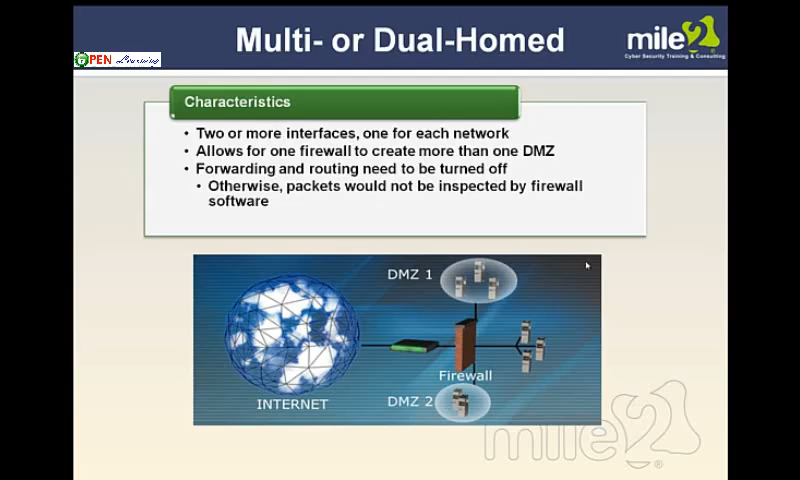 Multi- or Dual-Homed
mile2
Cyber Security Training & Consulting
OPEN Learning
Characteristics
• Two or more interfaces, one for each network
• Allows for one firewall to create more than one DMZ
• Forwarding and routing need to be turned off
• Otherwise, packets would not be inspected by firewall
software
DMZ 1
Firewall
INTERNET
DMZ 2
mile2
®